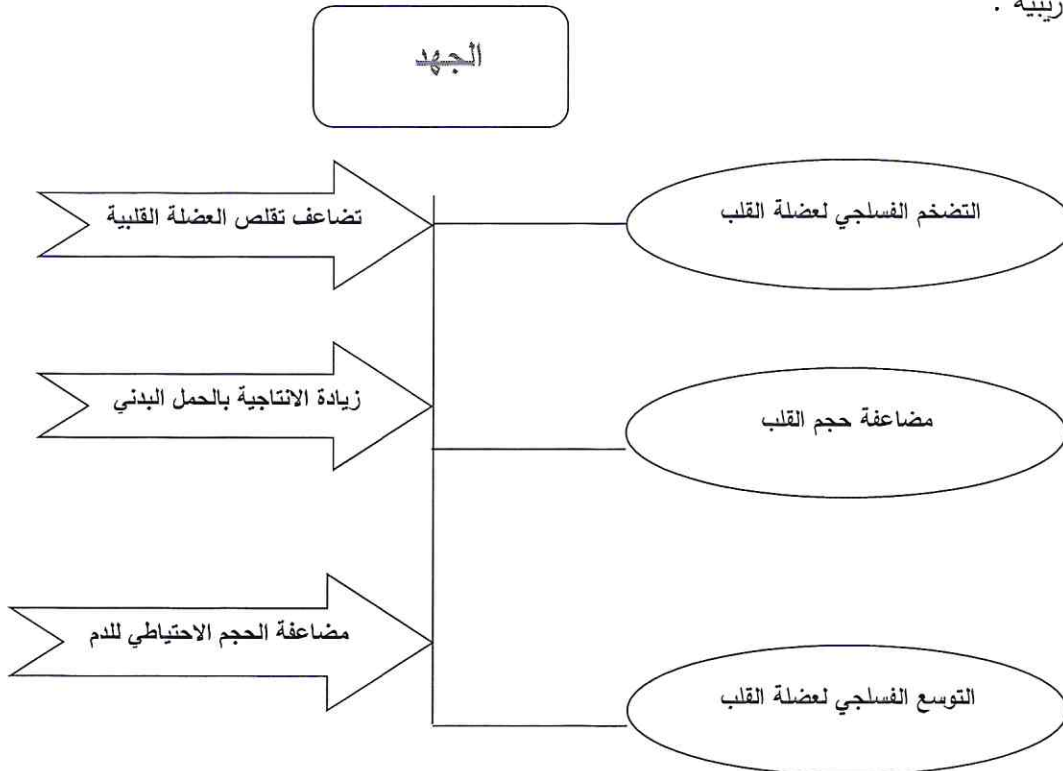 الجهد
التضخم الفسلجي لعضلة القلب
تضاعف تقلص العضلة القلبية
مضاعفة حجم القلب
زيادة الانتاجية بالحمل البدني
التوسع الفسلجي لعضلة القلب
مضاعفة الحجم الاحتياطي للدم